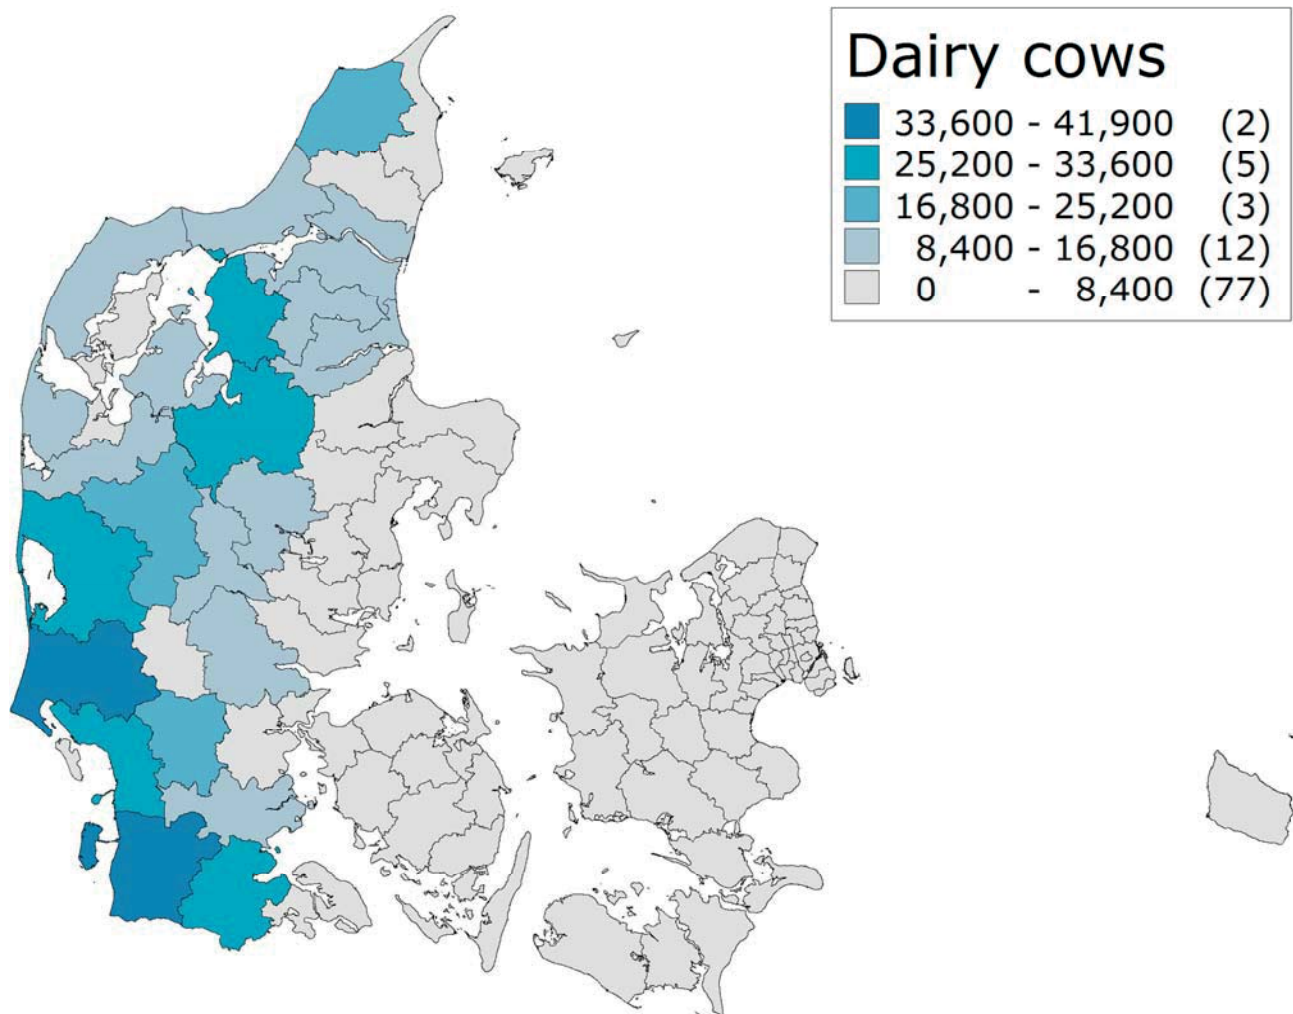 Dairy cows
33,600 - 41,900 (2)
25,200 - 33,600 (5)
16,800 - 25,200 (3)
8,400 - 16,800 (12)
0 - 8,400 (77)